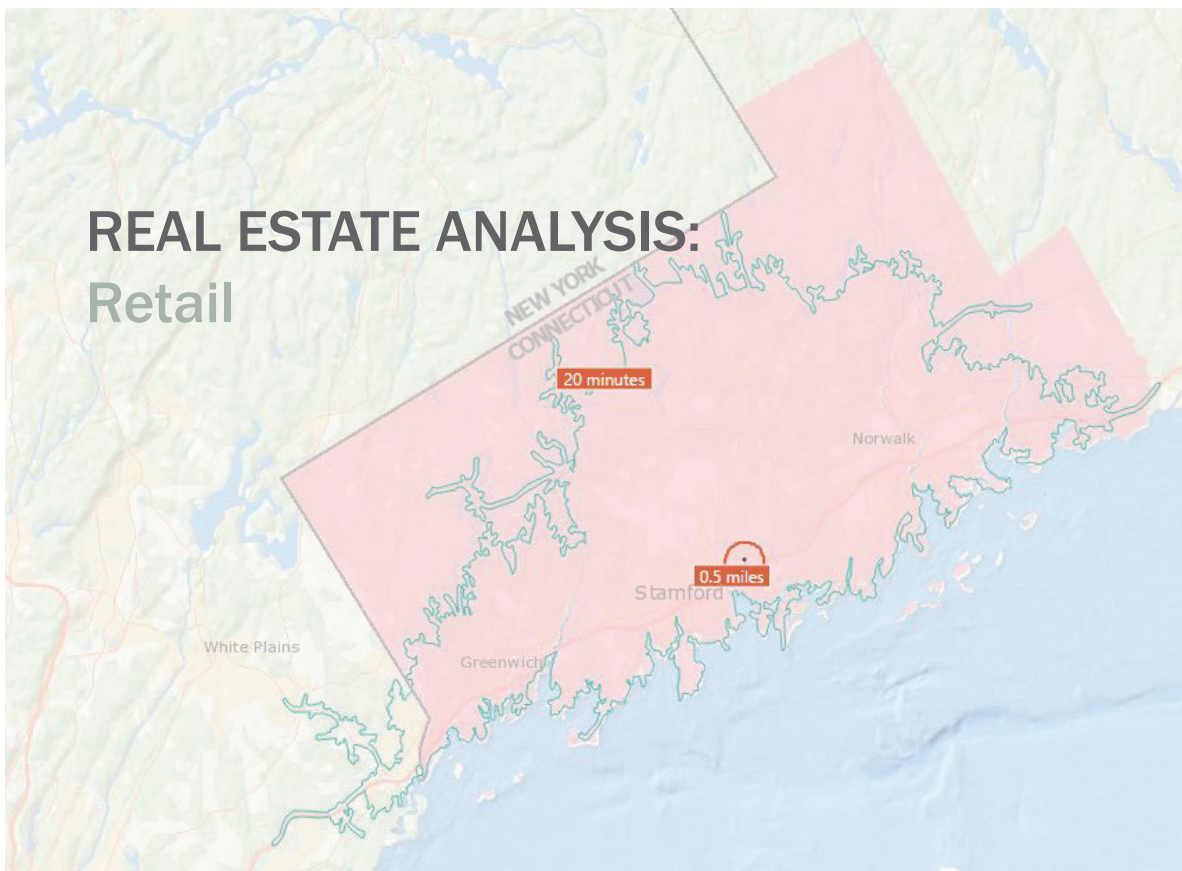 REAL ESTATE ANALYSIS:
Retail
NEW YORK
CONNECTICUT
20 minutes
Norwalk
0.5 miles
Stamford
White Plains
Greenwich